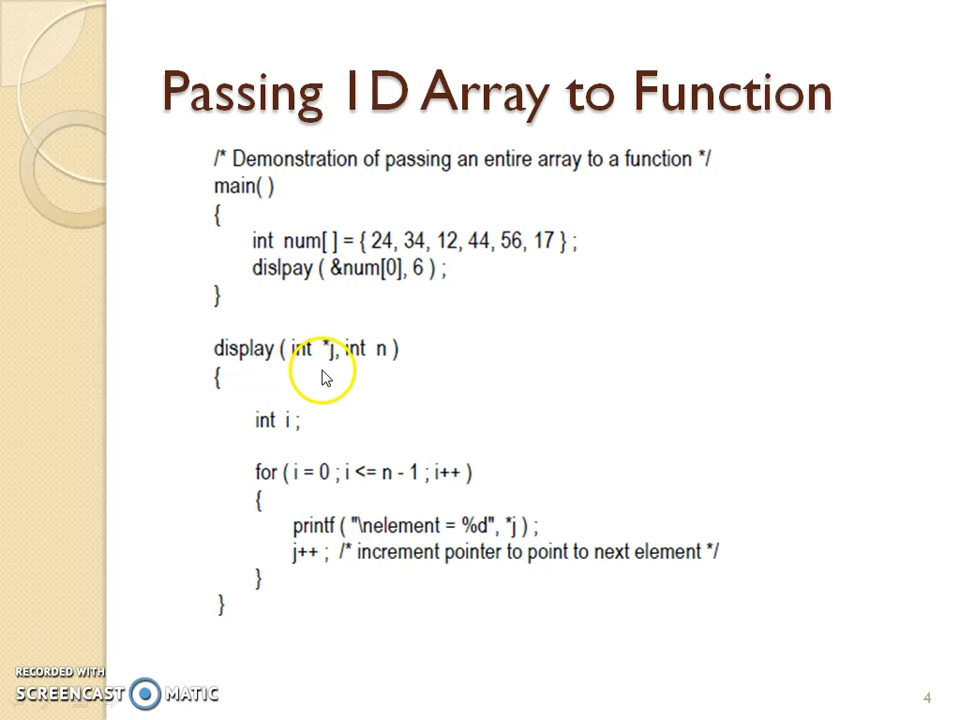 Passing 1D Array to Function
/* Demonstration of passing an entire array to a function */
main( )
{
int num[ ] = { 24, 34, 12, 44, 56, 17 } ;
dislpay ( &num[0], 6 ) ;
}
display ( int *j, int n )
{
int i ;
for ( i = 0 ; i <= n - 1 ; i++ )
{
printf ( "\nelement = %d", *j ) ;
j++ ; /* increment pointer to point to next element */
}
}
RECORDED WITH
SCREENCAST MATIC
4